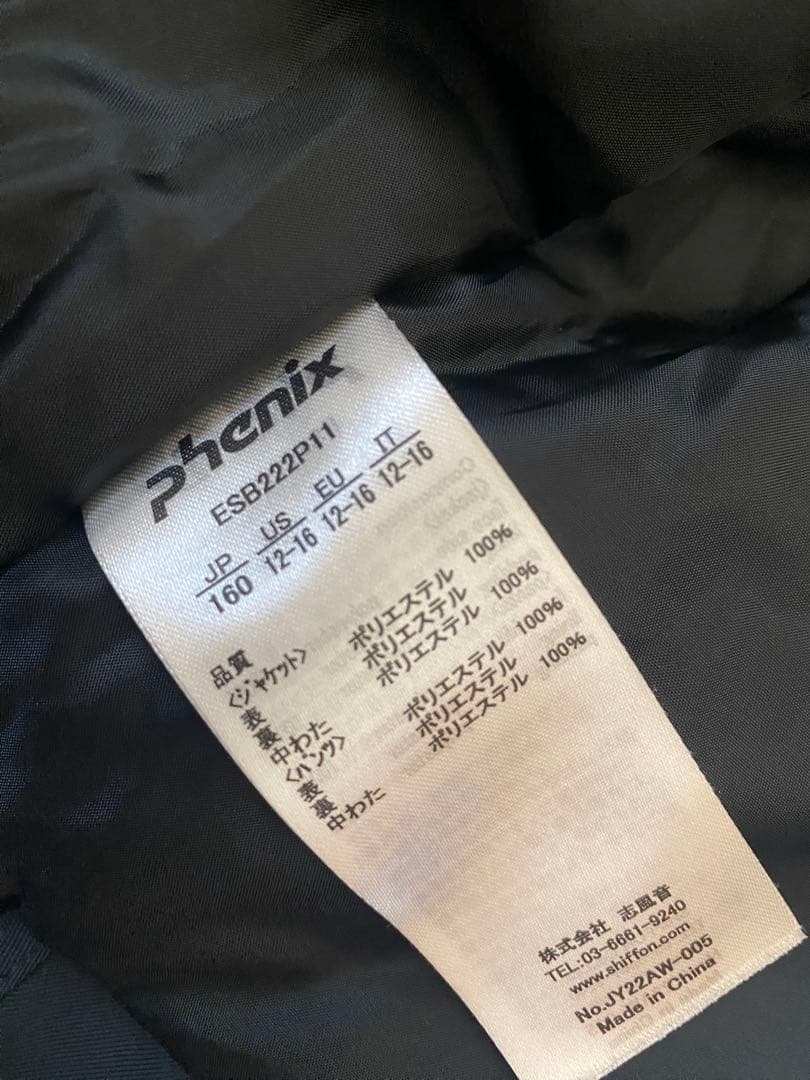 phenix
ESB222P11
JP US EU IT
160 12-16 12-16 12-16
品質
〈ジャケット〉
表 ポリエステル 100%
裏 ポリエステル
中わた ポリエステル 100%
〈パンツ〉
表 ポリエステル 100%
裏 ポリエステル
中わた ポリエステル 100%
株式会社 志風音
TEL:03-6661-9240
www.shiffon.com
No.JY22AW-005
Made in China